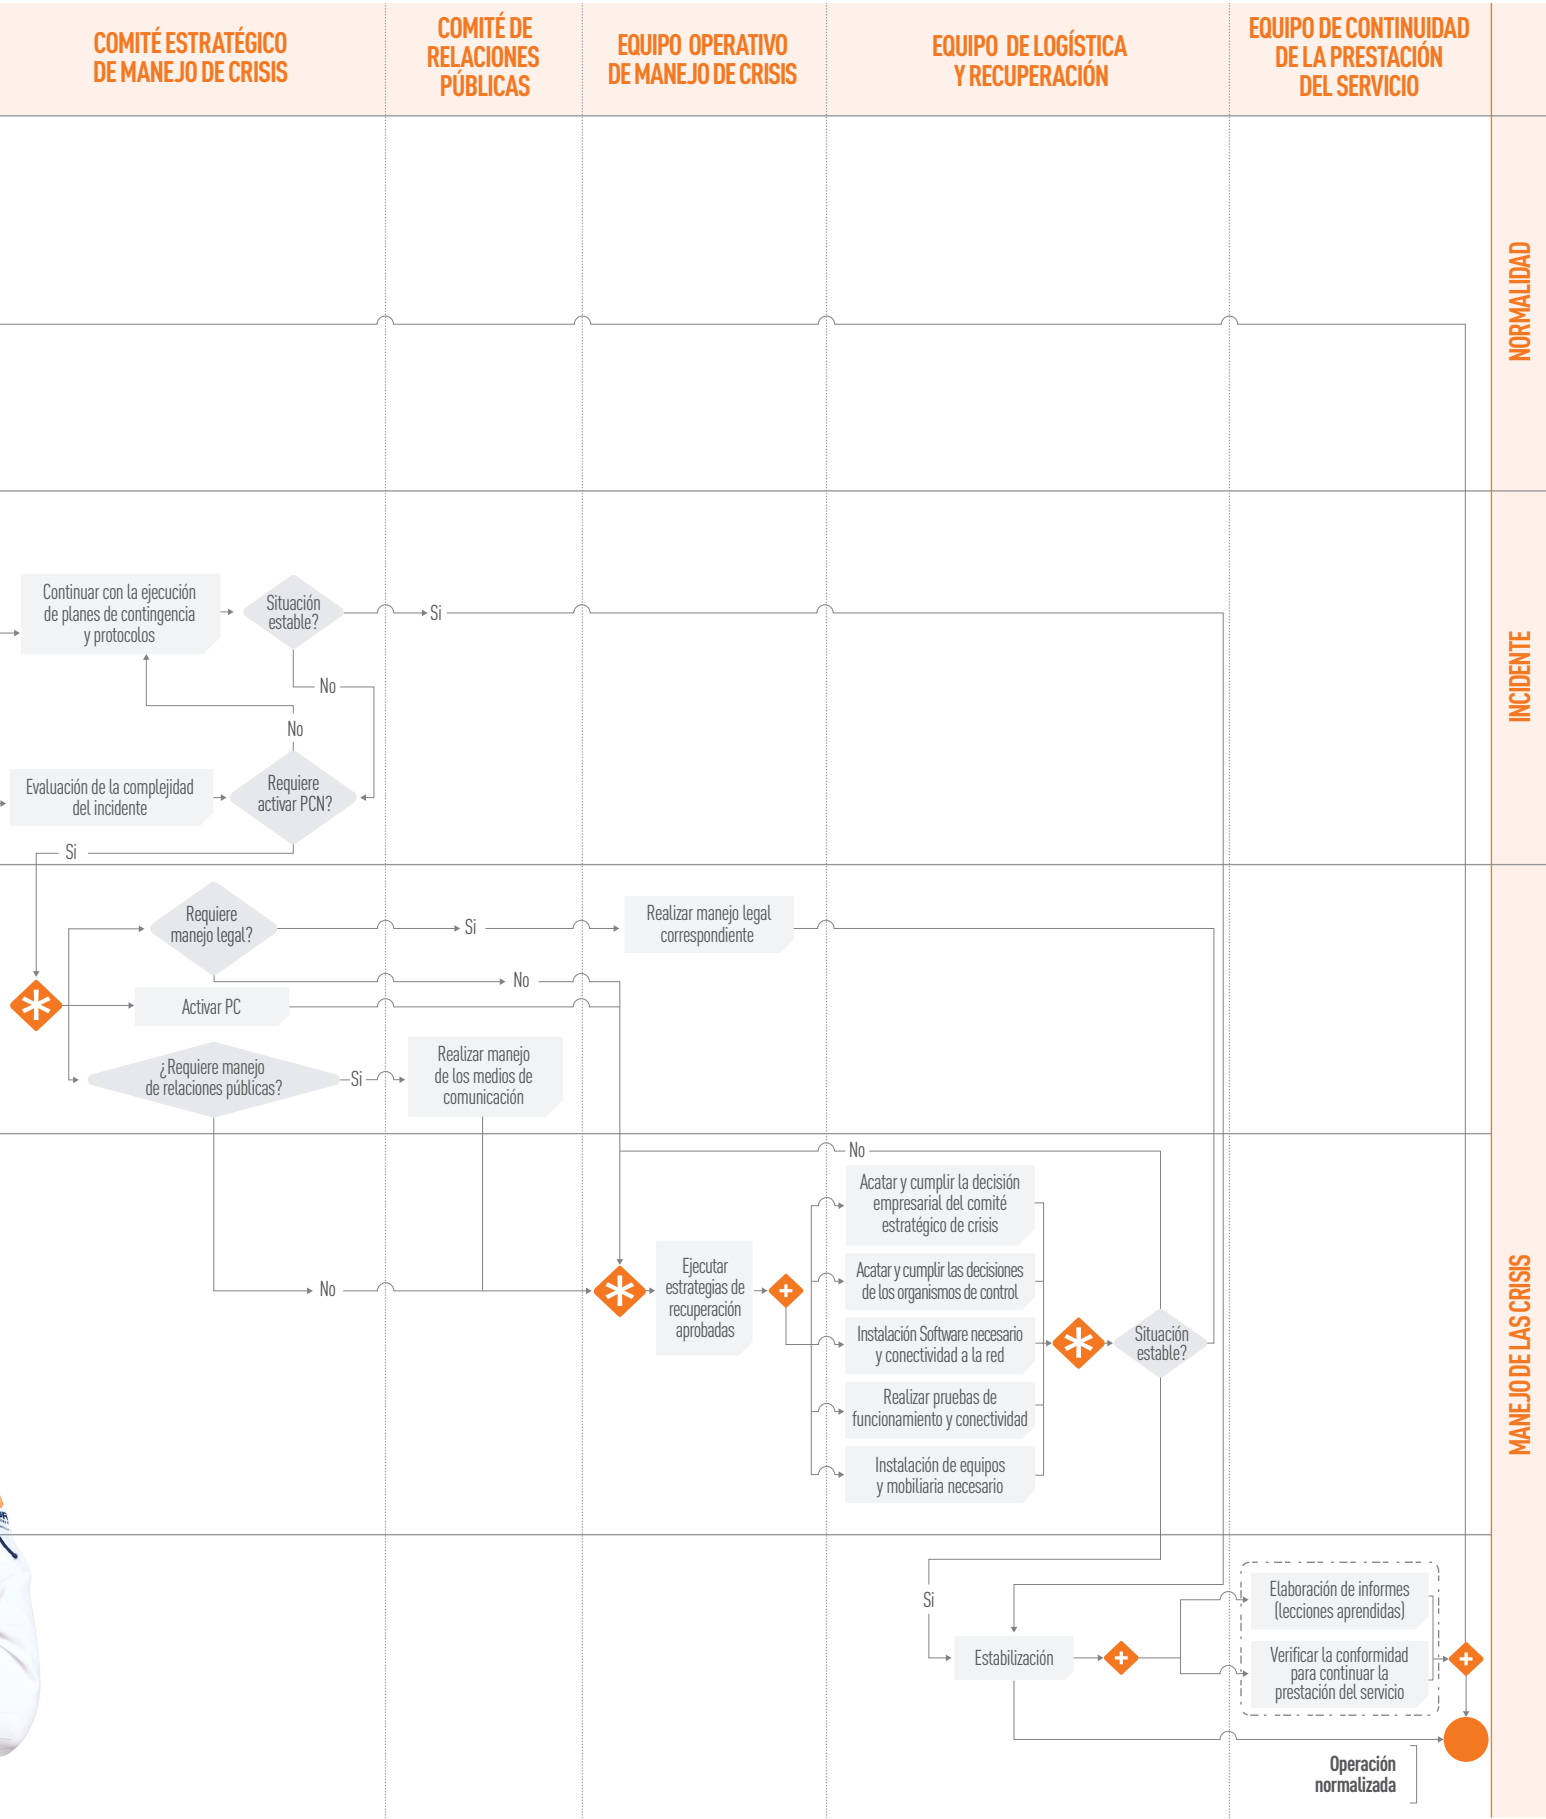 COMITÉ ESTRATÉGICO
DE MANEJO DE CRISIS
COMITÉ DE
RELACIONES
PÚBLICAS
EQUIPO OPERATIVO
DE MANEJO DE CRISIS
EQUIPO DE LOGÍSTICA
Y RECUPERACIÓN
EQUIPO DE CONTINUIDAD
DE LA PRESTACIÓN
DEL SERVICIO
NORMALIDAD
INCIDENTE
Continuar con la ejecución
de planes de contingencia
y protocolos
Situación
estable?
Si
No
No
Evaluación de la complejidad
del incidente
Requiere
activar PCN?
Si
MANEJO DE LAS CRISIS
Requiere
manejo legal?
Si
Realizar manejo legal
correspondiente
No
Activar PC
¿Requiere manejo
de relaciones públicas?
Si
Realizar manejo
de los medios de
comunicación
No
No
Ejecutar
estrategias de
recuperación
aprobadas
Acatar y cumplir la decisión
empresarial del comité
estratégico de crisis
Acatar y cumplir las decisiones
de los organismos de control
Instalación Software necesario
y conectividad a la red
Realizar pruebas de
funcionamiento y conectividad
Instalación de equipos
y mobiliaria necesario
Situación
estable?
Si
Estabilización
Elaboración de informes
(lecciones aprendidas)
Verificar la conformidad
para continuar la
prestación del servicio
Operación
normalizada